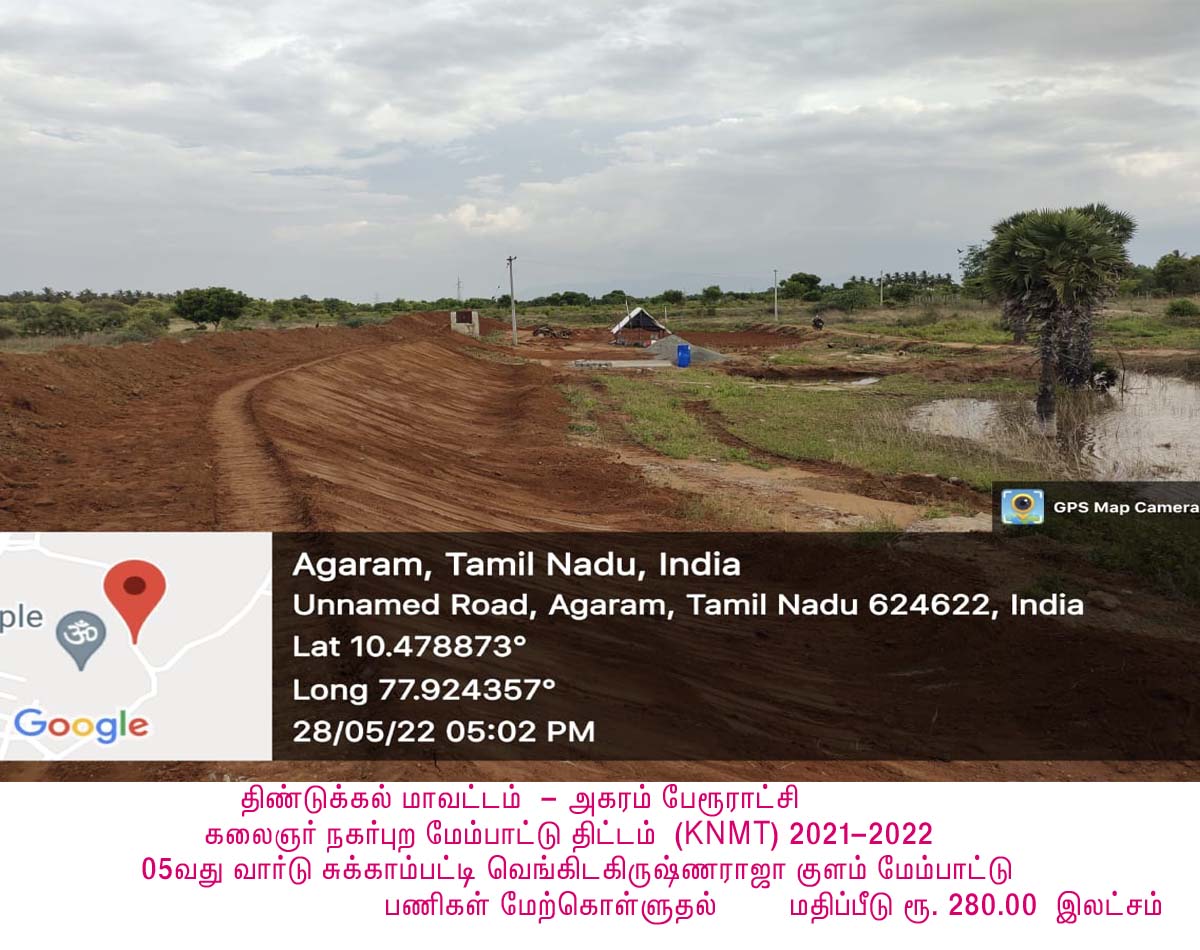 GPS Map Camera
Agaram, Tamil Nadu, India
Unnamed Road, Agaram, Tamil Nadu 624622, India
Lat 10.478873°
Long 77.924357°
28/05/22 05:02 PM
ple
Google
திண்டுக்கல் மாவட்டம் – அகரம் பேரூராட்சி
கலைஞர் நகர்புற மேம்பாட்டு திட்டம் (KNMT) 2021–2022
05வது வார்டு சுக்காம்பட்டி வெங்கிடகிருஷ்ணராஜா குளம் மேம்பாட்டு
பணிகள் மேற்கொள்ளுதல் மதிப்பீடு ரூ. 280.00 இலட்சம்